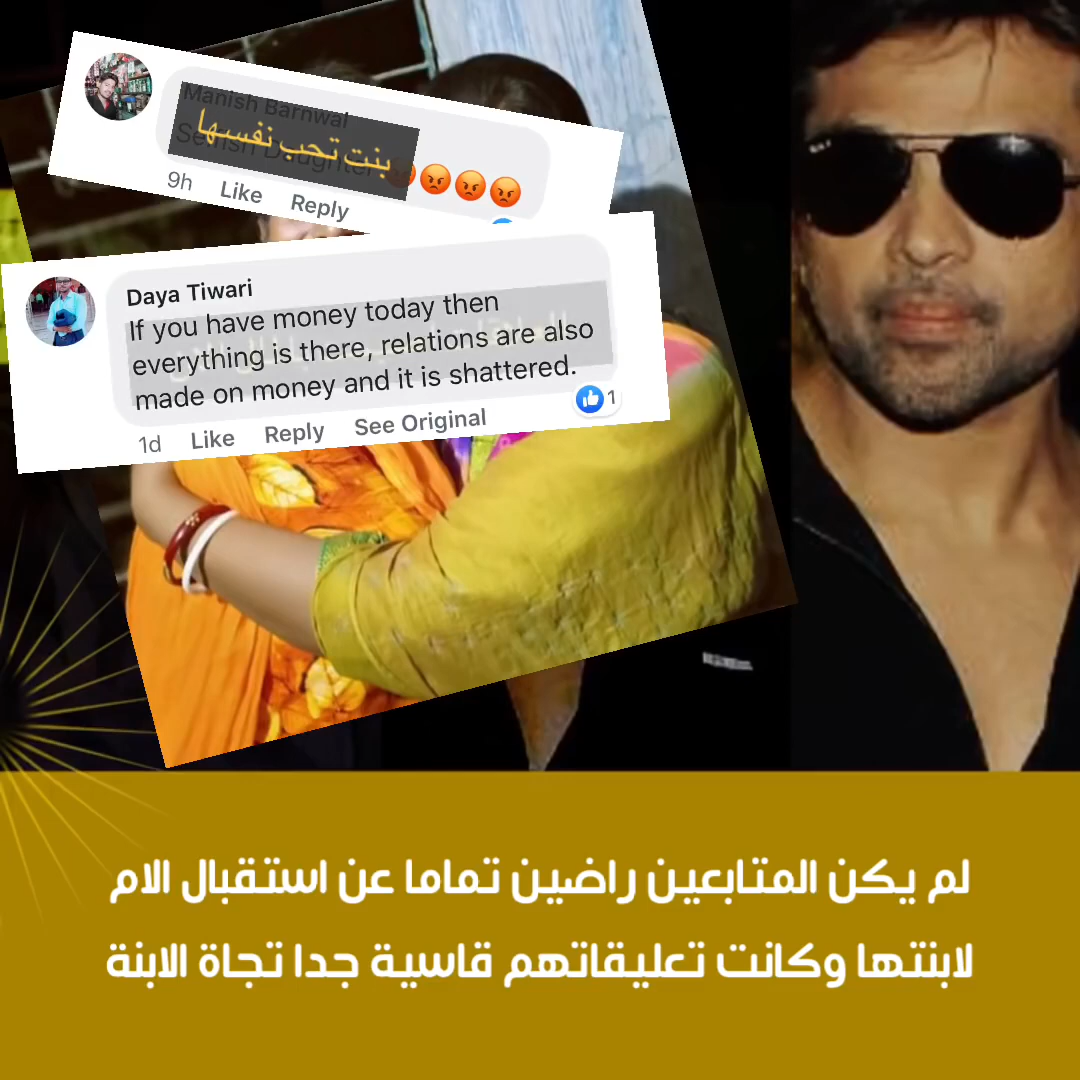 Manish Barnwal
Selfish Daughter
بنت تحب نفسها
9h Like Reply
Daya Tiwari
If you have money today then
everything is there, relations are also
made on money and it is shattered.
1
1d Like Reply See Original
لم يكن المتابعين راضين تماما عن استقبال الام
لابنتها وكانت تعليقاتهم قاسية جدا تجاة الابنة